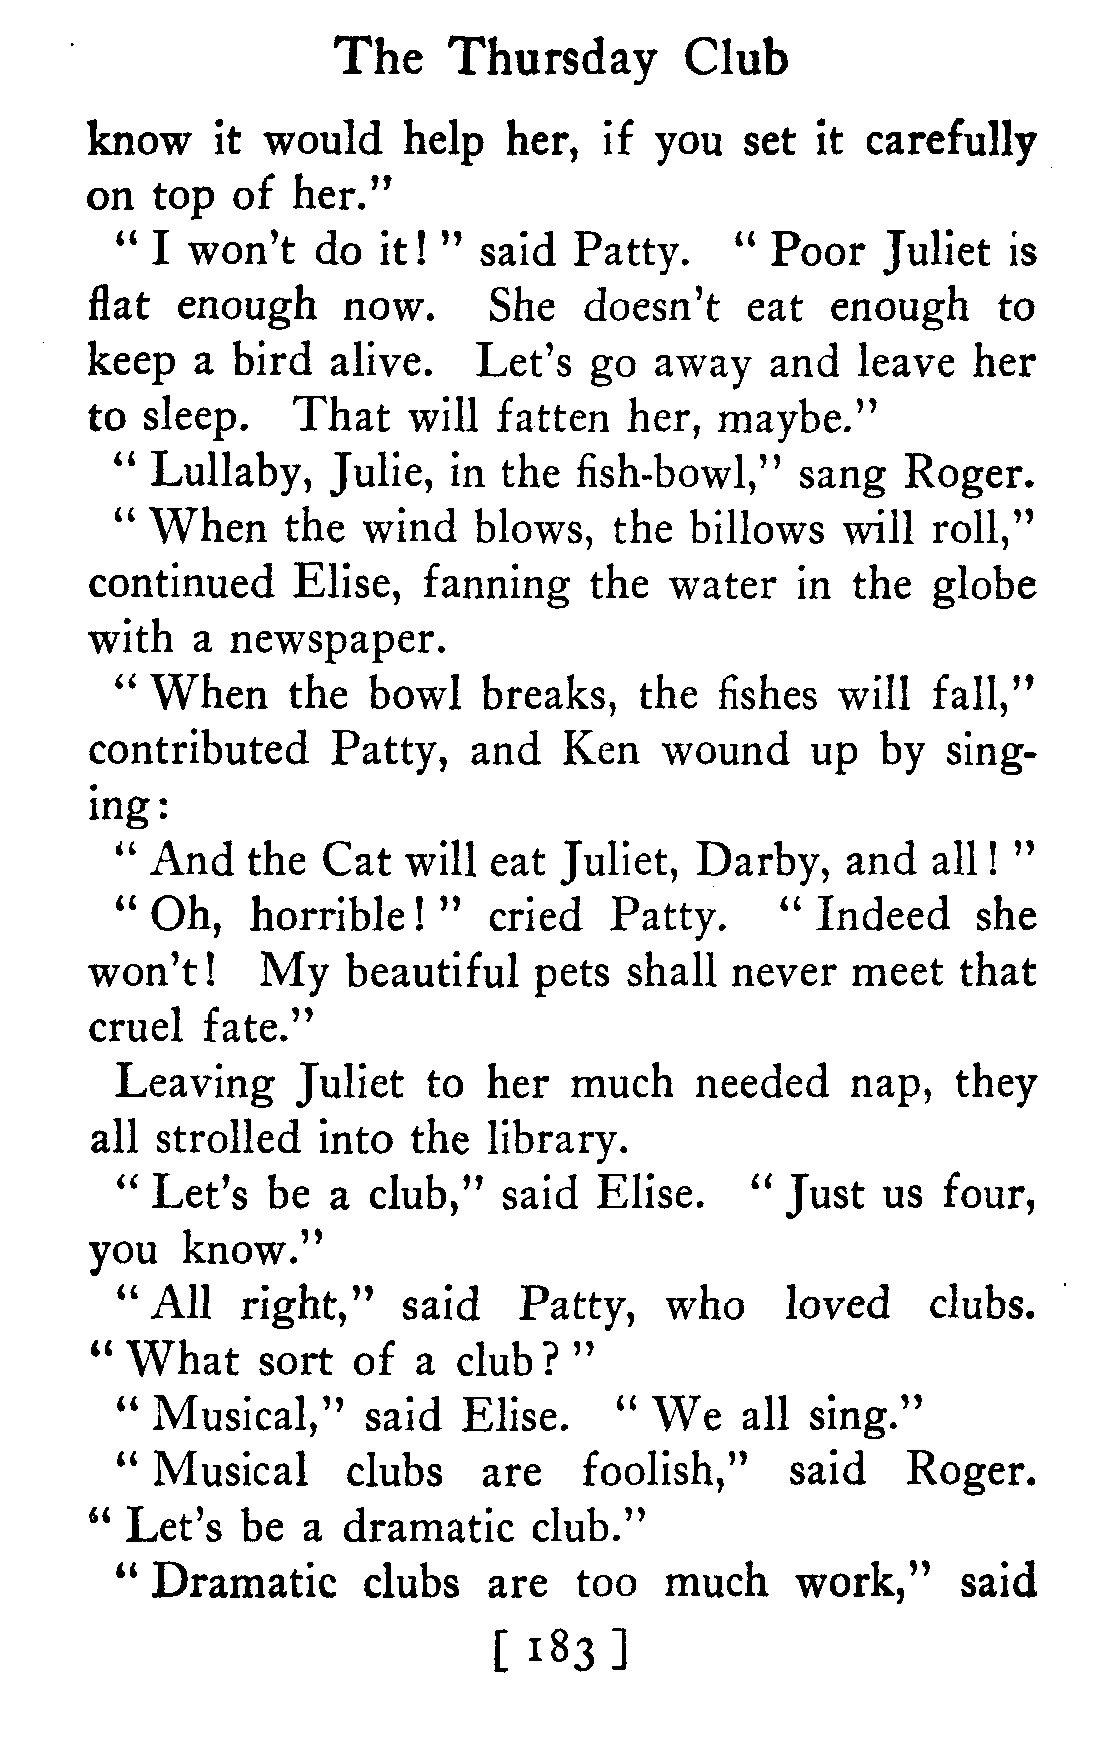 The Thursday Club
know it would help her, if you set it carefully
on top of her."
" I won't do it! " said Patty. " Poor Juliet is
flat enough now. She doesn't eat enough to
keep a bird alive. Let's go away and leave her
to sleep. That will fatten her, maybe."
" Lullaby, Julie, in the fish-bowl," sang Roger.
" When the wind blows, the billows will roll,"
continued Elise, fanning the water in the globe
with a newspaper.
" When the bowl breaks, the fishes will fall,"
contributed Patty, and Ken wound up by sing-
ing:
" And the Cat will eat Juliet, Darby, and all! "
" Oh, horrible! " cried Patty. " Indeed she
won't! My beautiful pets shall never meet that
cruel fate."
Leaving Juliet to her much needed nap, they
all strolled into the library.
" Let's be a club," said Elise. " Just us four,
you know."
" All right," said Patty, who loved clubs.
" What sort of a club? "
" Musical," said Elise. " We all sing."
" Musical clubs are foolish," said Roger.
" Let's be a dramatic club."
" Dramatic clubs are too much work," said
[ 183 ]